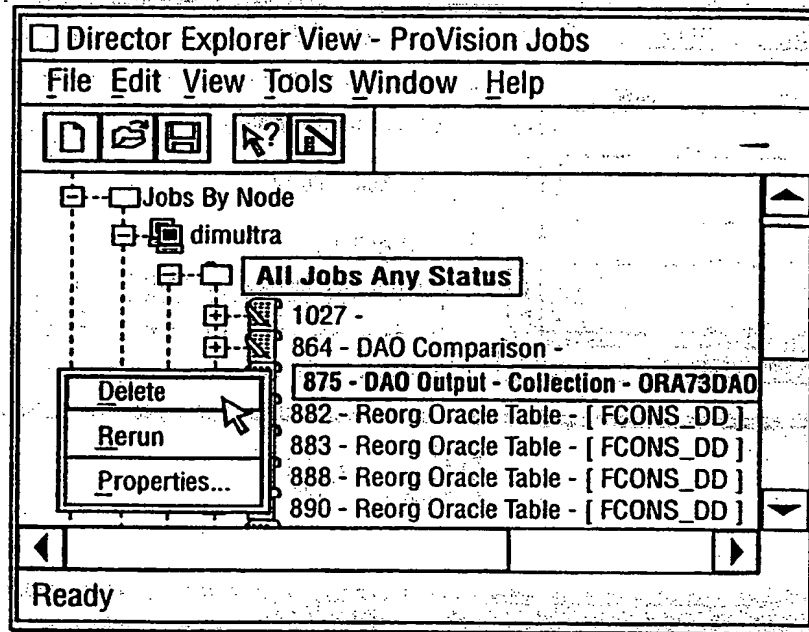 Director Explorer View - ProVision Jobs
File Edit View Tools Window Help
?
Jobs By Node
dimultra
All Jobs Any Status
1027 -
864 - DAO Comparison -
875 - DAO Output - Collection - ORA73DAO
882 - Reorg Oracle Table - [ FCONS_DD ]
883 - Reorg Oracle Table - [ FCONS_DD ]
888 - Reorg Oracle Table - [ FCONS_DD ]
890 - Reorg Oracle Table - [ FCONS_DD ]
Delete
Rerun
Properties...
Ready